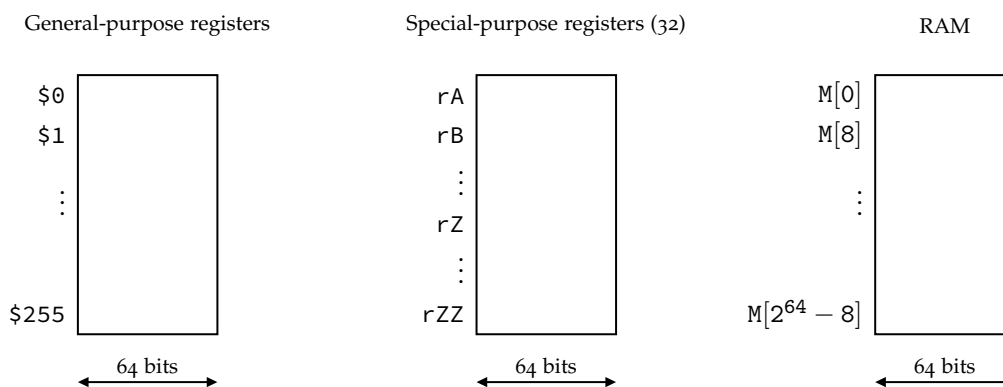 General-purpose registers
$0
$1
⋮
$255
64 bits
Special-purpose registers (32)
rA
rB
⋮
rZ
⋮
rZZ
64 bits
RAM
M[0]
M[8]
⋮
M[2^64 − 8]
64 bits